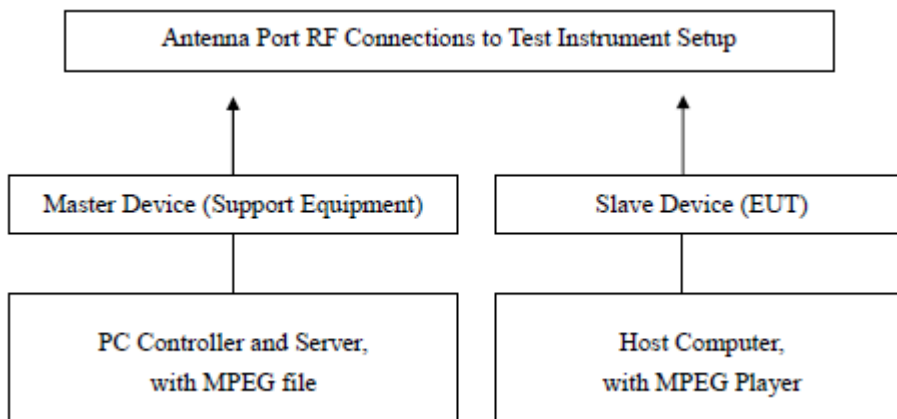 Antenna Port RF Connections to Test Instrument Setup
Master Device (Support Equipment)
Slave Device (EUT)
PC Controller and Server,
with MPEG file
Host Computer,
with MPEG Player